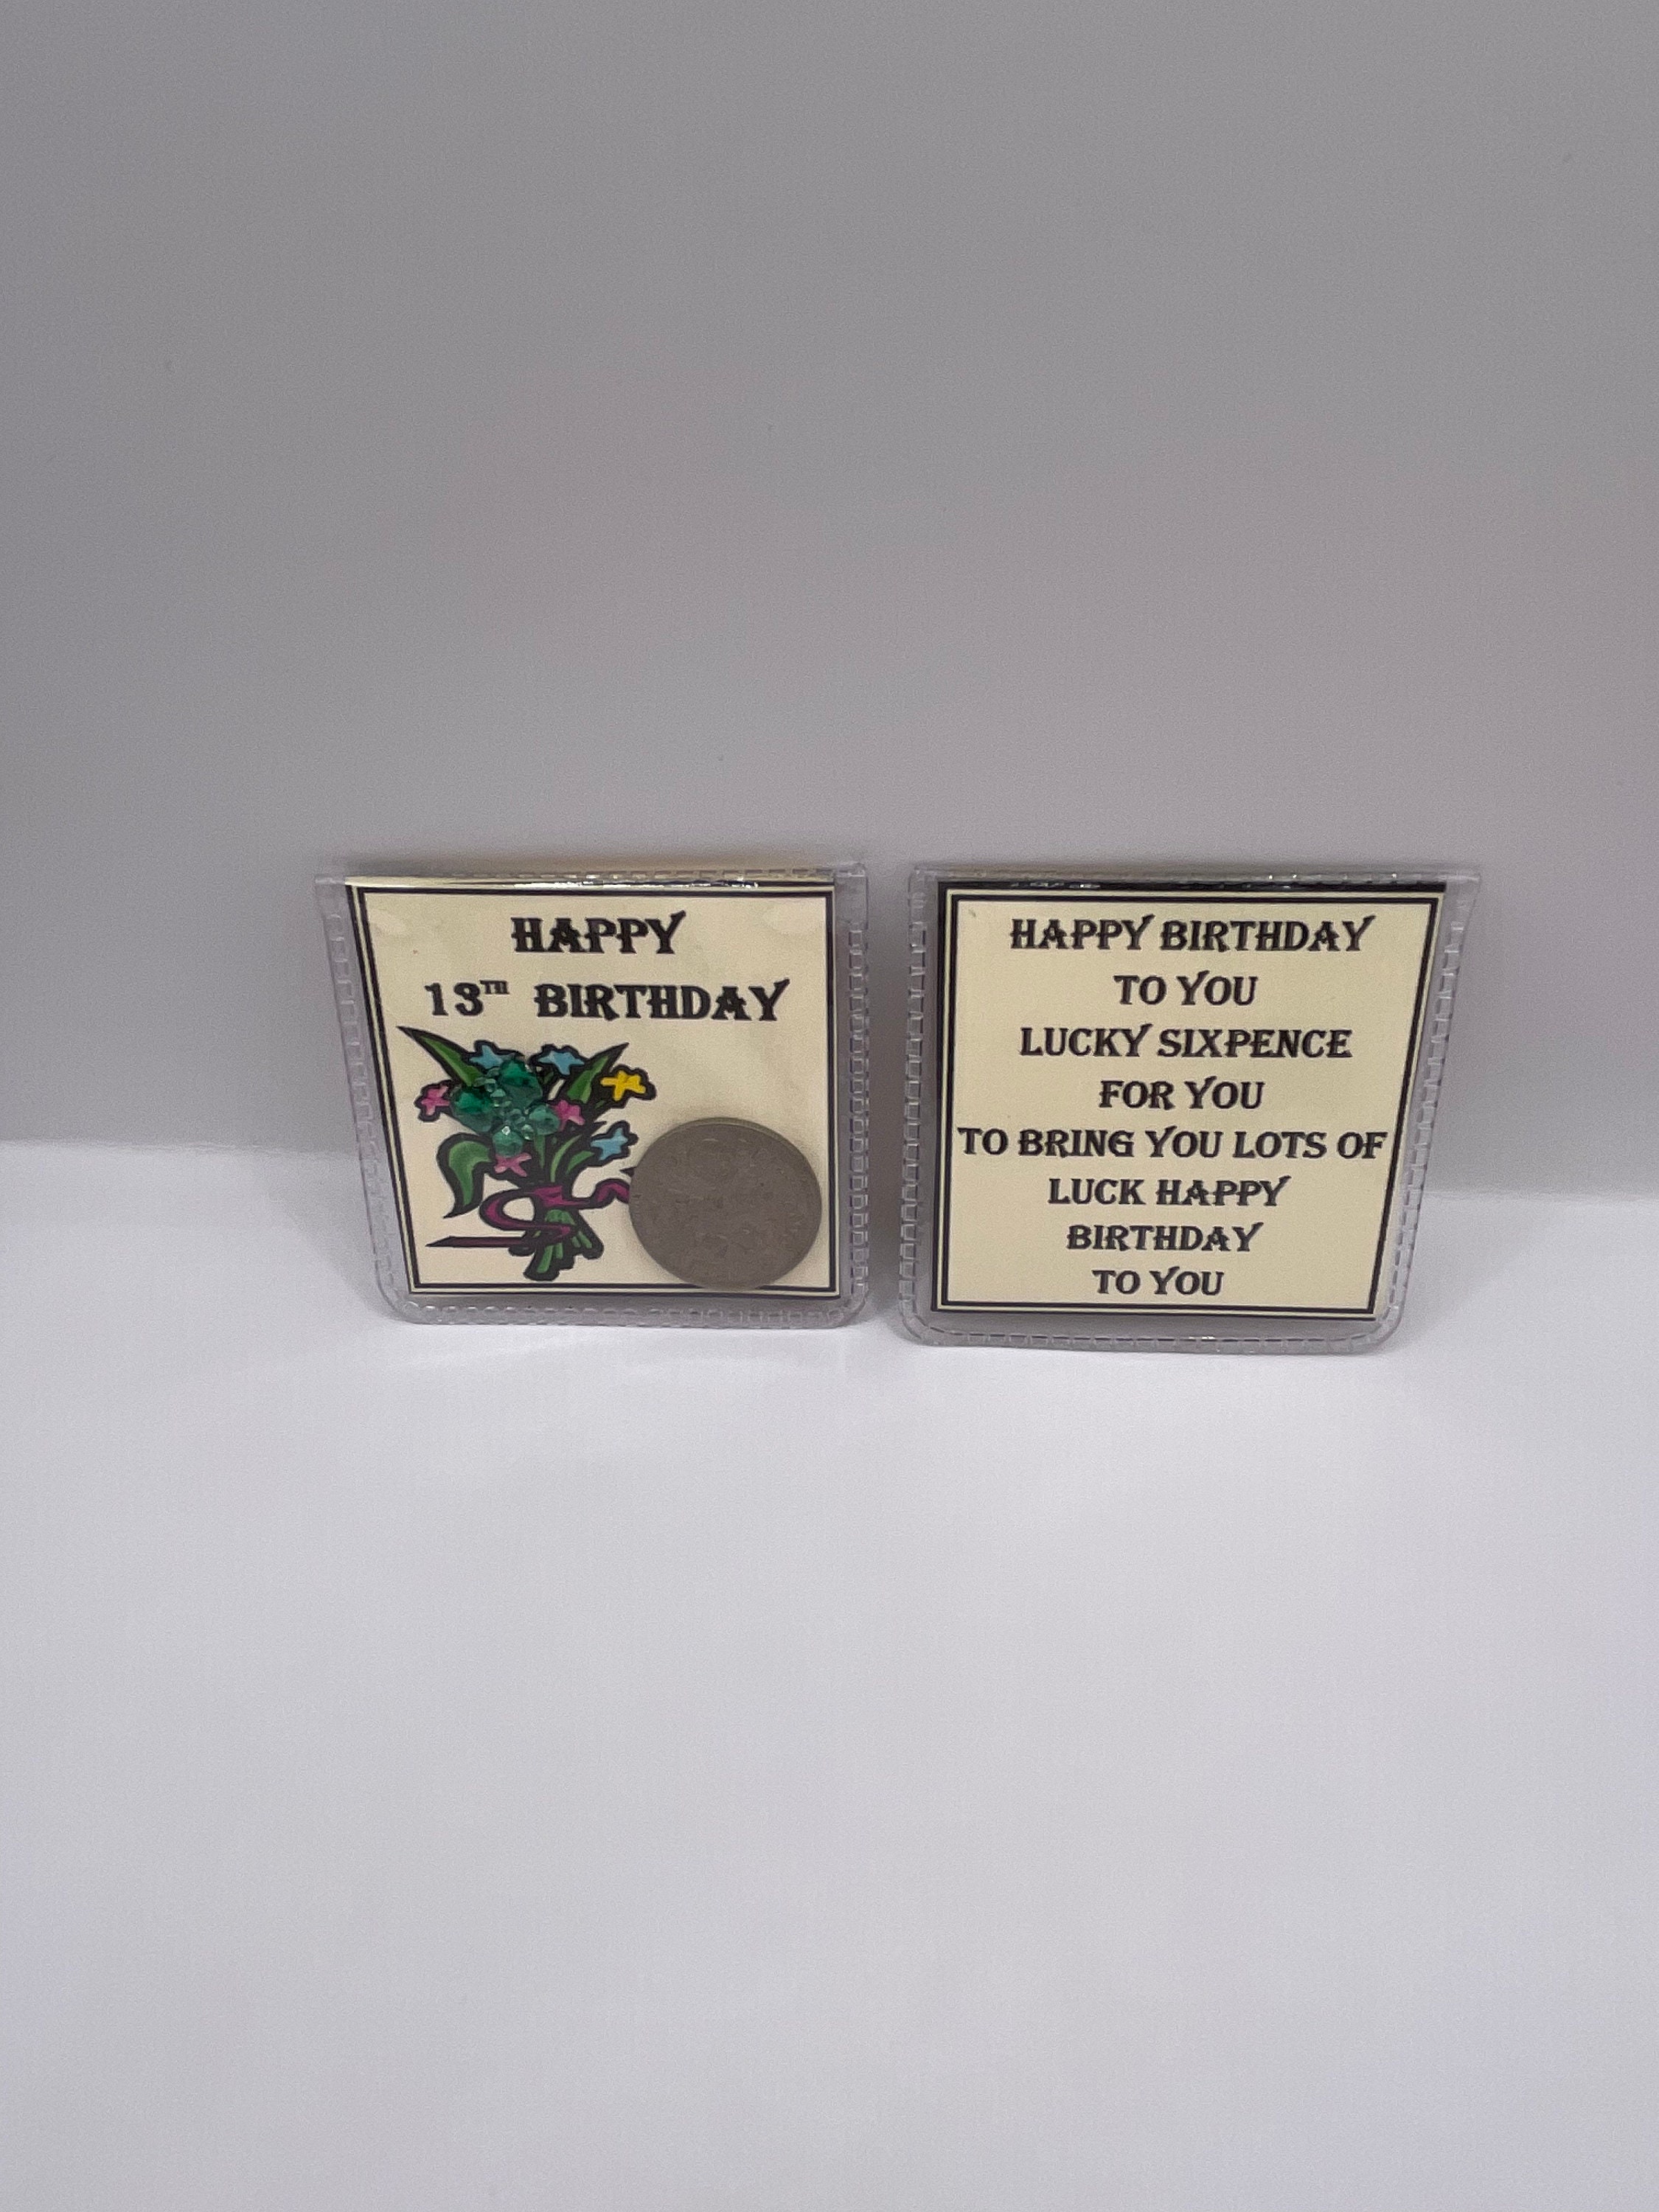 HAPPY
13TH BIRTHDAY
HAPPY BIRTHDAY
TO YOU
LUCKY SIXPENCE
FOR YOU
TO BRING YOU LOTS OF
LUCK HAPPY
BIRTHDAY
TO YOU